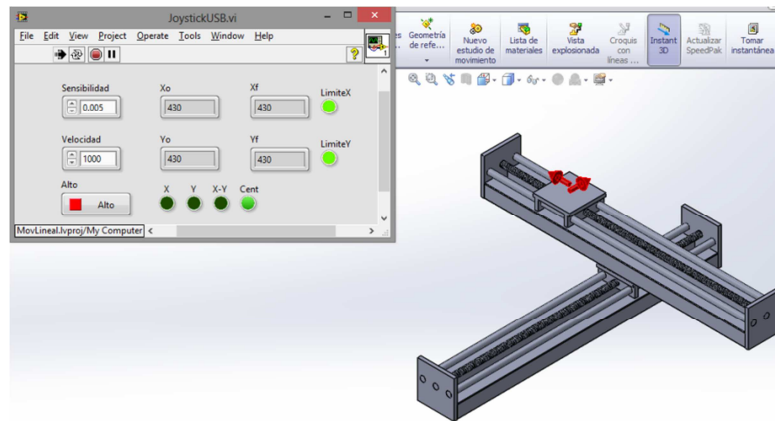 JoystickUSB.vi
File Edit View Project Operate Tools Window Help
1
Sensibilidad
0.005
Xo
430
Xf
430
LimiteX
Velocidad
1000
Yo
430
Yf
430
LimiteY
Alto
Alto
X Y X-Y Cent
MovLineal.lvproj/My Computer
Geometría de refe...
Nuevo estudio de movimiento
Lista de materiales
Vista explosionada
Croquis con líneas ...
Instant 3D
Actualizar SpeedPak
Tomar instantánea